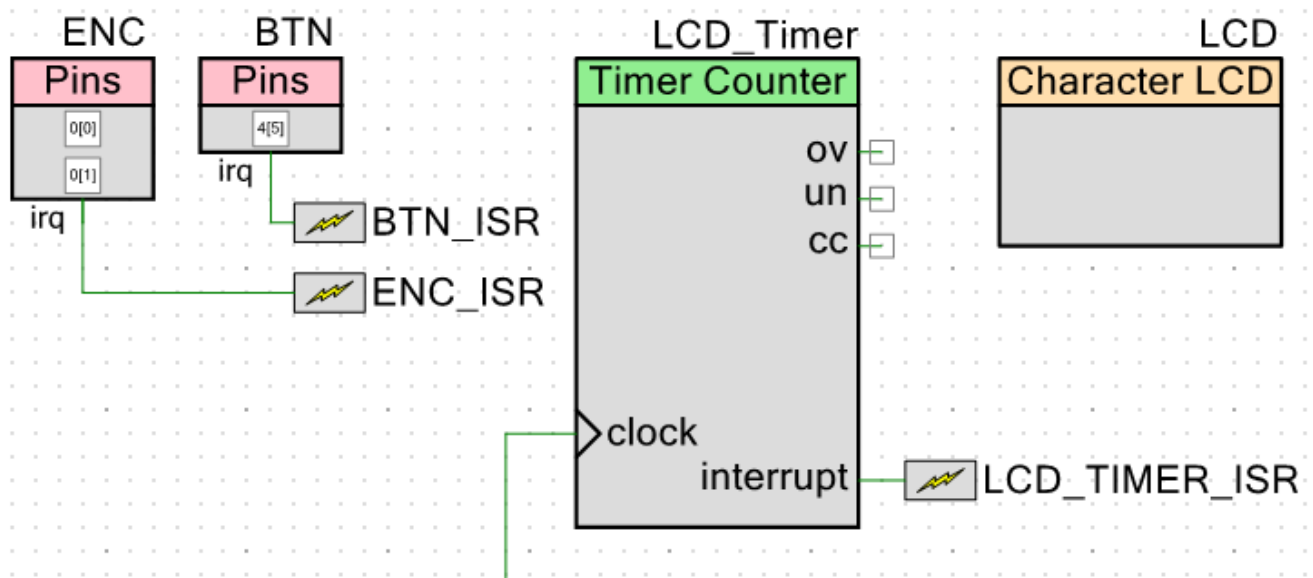 ENC
BTN
LCD_Timer
LCD
Pins
Pins
Timer Counter
Character LCD
0[0]
4[5]
0[1]
irq
irq
ov
un
cc
BTN_ISR
ENC_ISR
clock
interrupt
LCD_TIMER_ISR